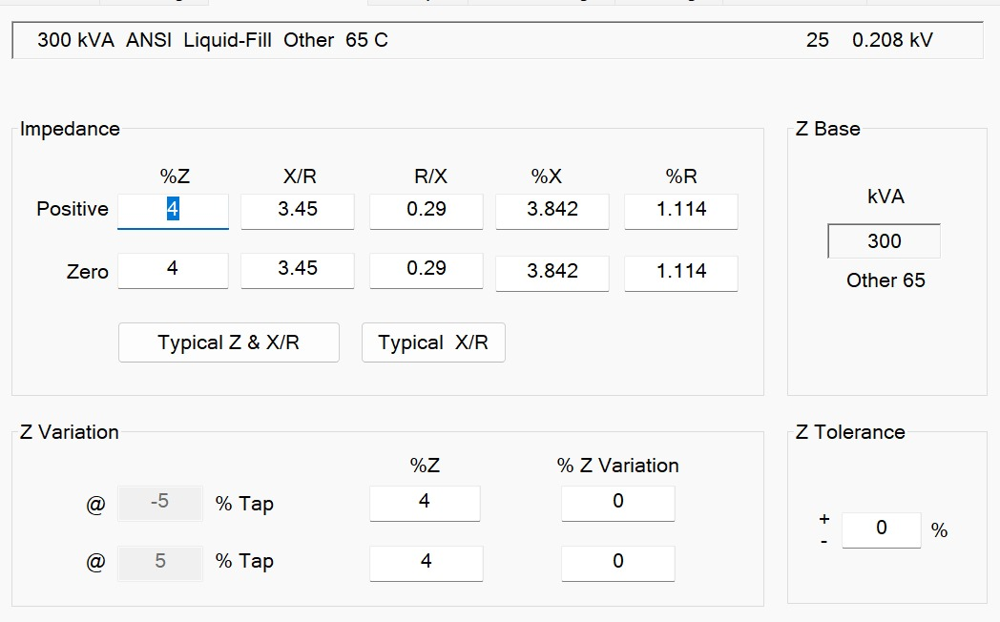 300 kVA ANSI Liquid-Fill Other 65 C 25 0.208 kV
Impedance
%Z X/R R/X %X %R
Positive 4 3.45 0.29 3.842 1.114
Zero 4 3.45 0.29 3.842 1.114
Typical Z & X/R Typical X/R
Z Base
kVA
300
Other 65
Z Variation
%Z % Z Variation
@ -5 % Tap 4 0
@ 5 % Tap 4 0
Z Tolerance
+
- 0 %